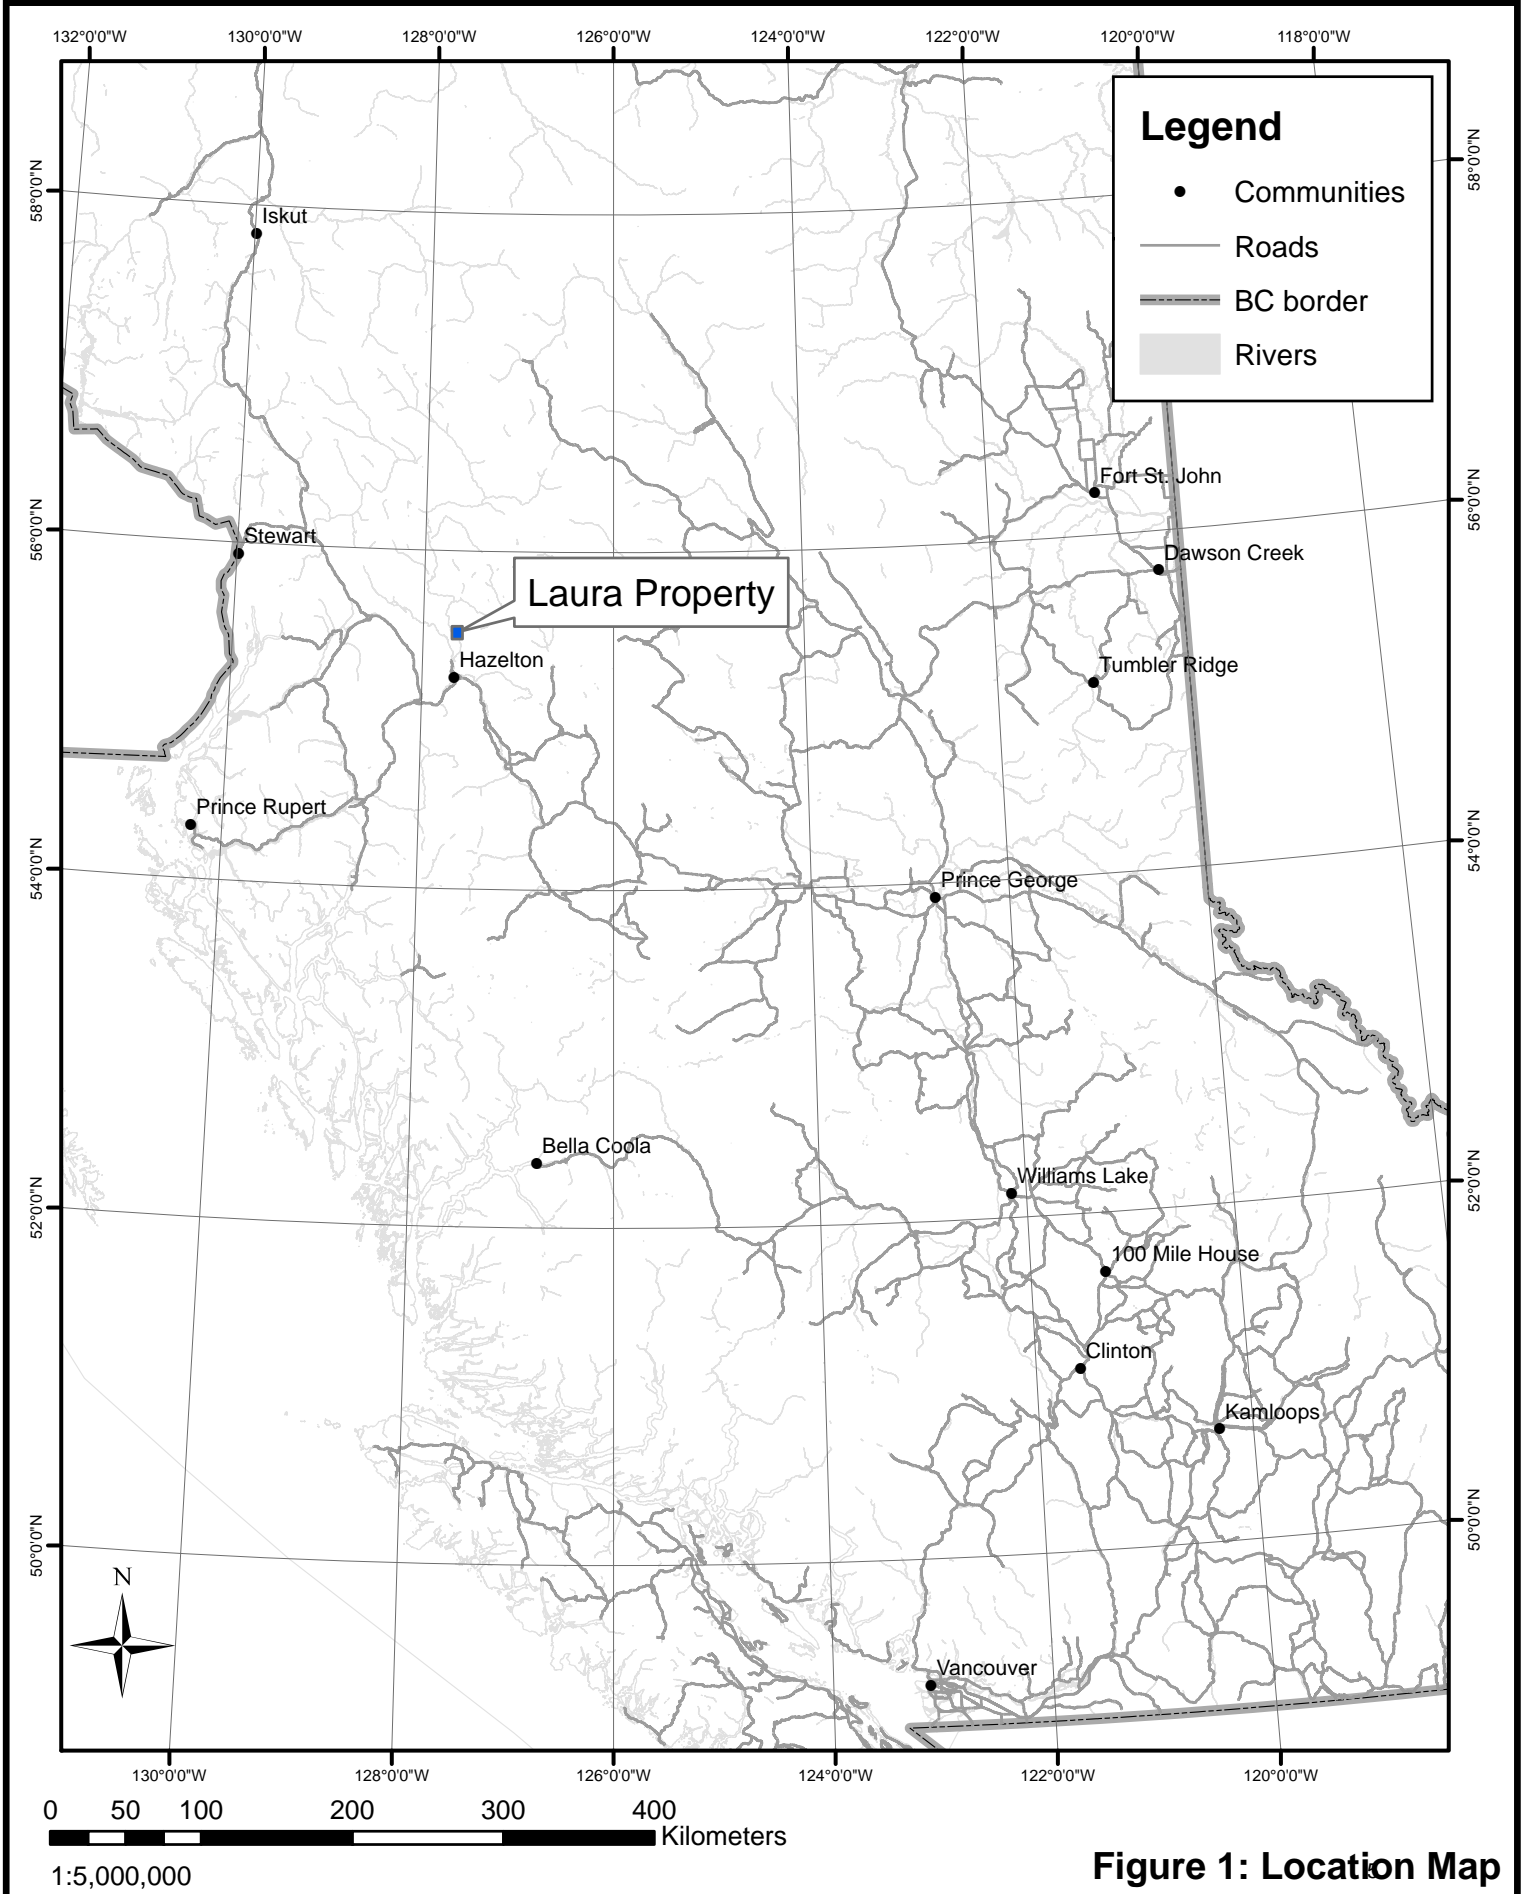 132°0'0"W 130°0'0"W 128°0'0"W 126°0'0"W 124°0'0"W 122°0'0"W 120°0'0"W 118°0'0"W
Legend
Communities
Roads
BC border
Rivers
58°0'0"N
58°0'0"N
Iskut
Fort St. John
56°0'0"N
56°0'0"N
Stewart
Dawson Creek
Laura Property
Hazelton
Tumbler Ridge
Prince Rupert
54°0'0"N
54°0'0"N
Prince George
Bella Coola
Williams Lake
52°0'0"N
52°0'0"N
100 Mile House
Clinton
Kamloops
50°0'0"N
50°0'0"N
N
Vancouver
130°0'0"W 128°0'0"W 126°0'0"W 124°0'0"W 122°0'0"W 120°0'0"W
0 50 100 200 300 400
Kilometers
1:5,000,000
Figure 1: Location Map
5